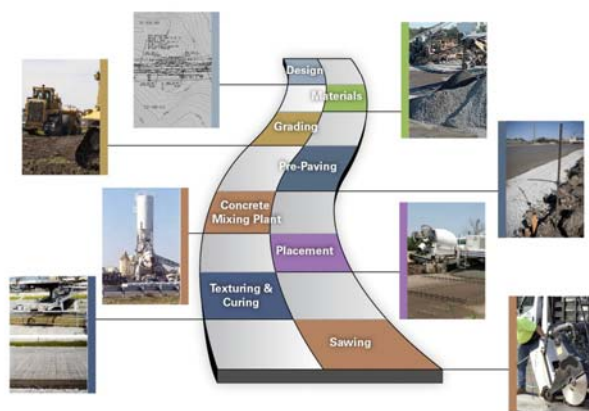 Design
Materials
Grading
Pre-Paving
Concrete
Mixing Plant
Placement
Texturing &
Curing
Sawing